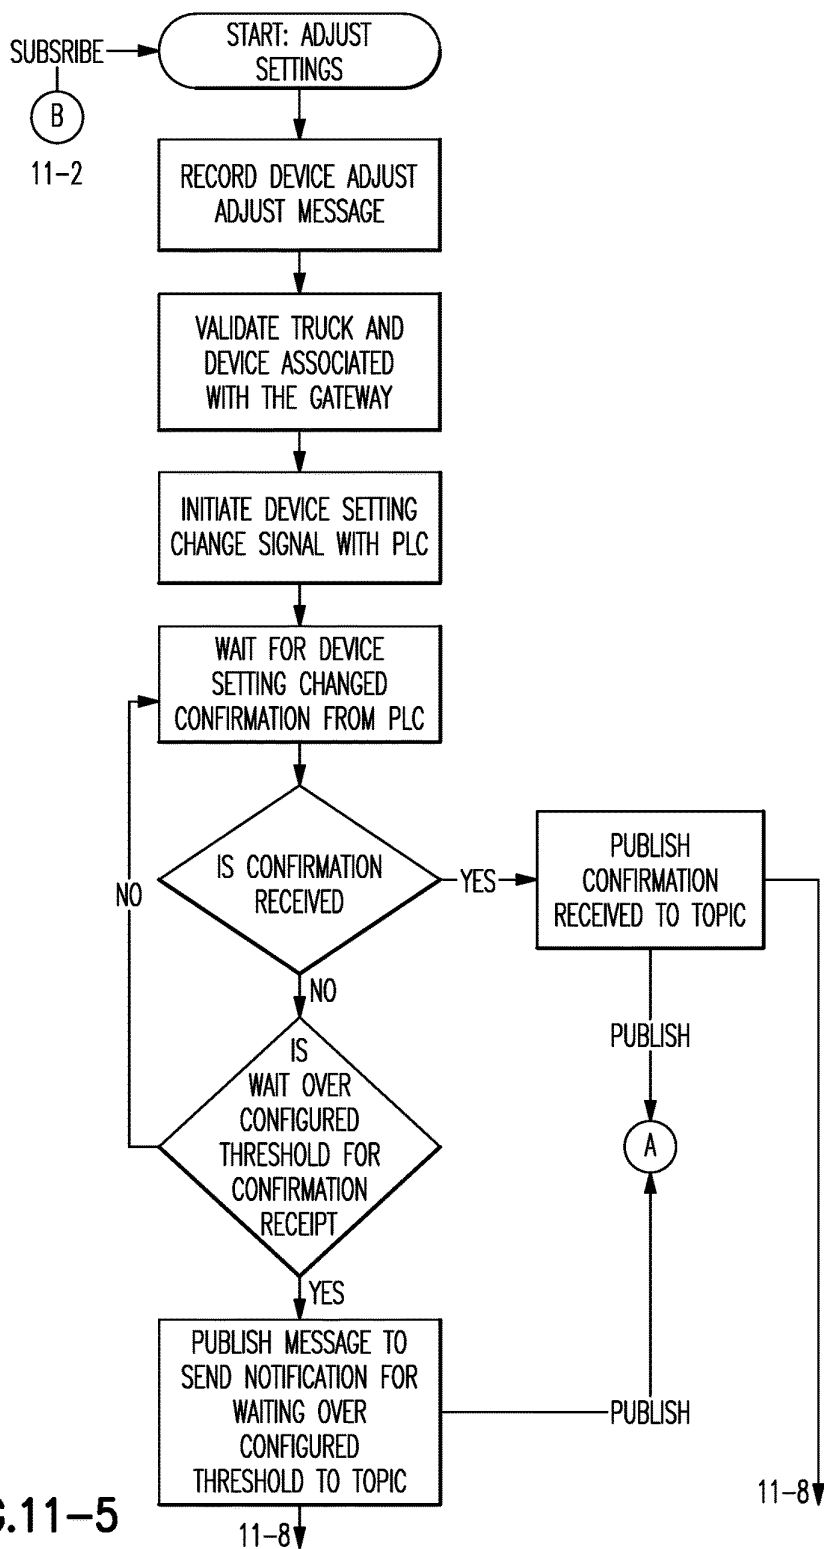 START: ADJUST
SETTINGS
SUBSRIBE
B
11-2
RECORD DEVICE ADJUST
ADJUST MESSAGE
VALIDATE TRUCK AND
DEVICE ASSOCIATED
WITH THE GATEWAY
INITIATE DEVICE SETTING
CHANGE SIGNAL WITH PLC
WAIT FOR DEVICE
SETTING CHANGED
CONFIRMATION FROM PLC
IS CONFIRMATION
RECEIVED
YES
PUBLISH
CONFIRMATION
RECEIVED TO TOPIC
NO
NO
PUBLISH
A
IS
WAIT OVER
CONFIGURED
THRESHOLD FOR
CONFIRMATION
RECEIPT
YES
PUBLISH MESSAGE TO
SEND NOTIFICATION FOR
WAITING OVER
CONFIGURED
THRESHOLD TO TOPIC
PUBLISH
11-8
11-8
G.11-5